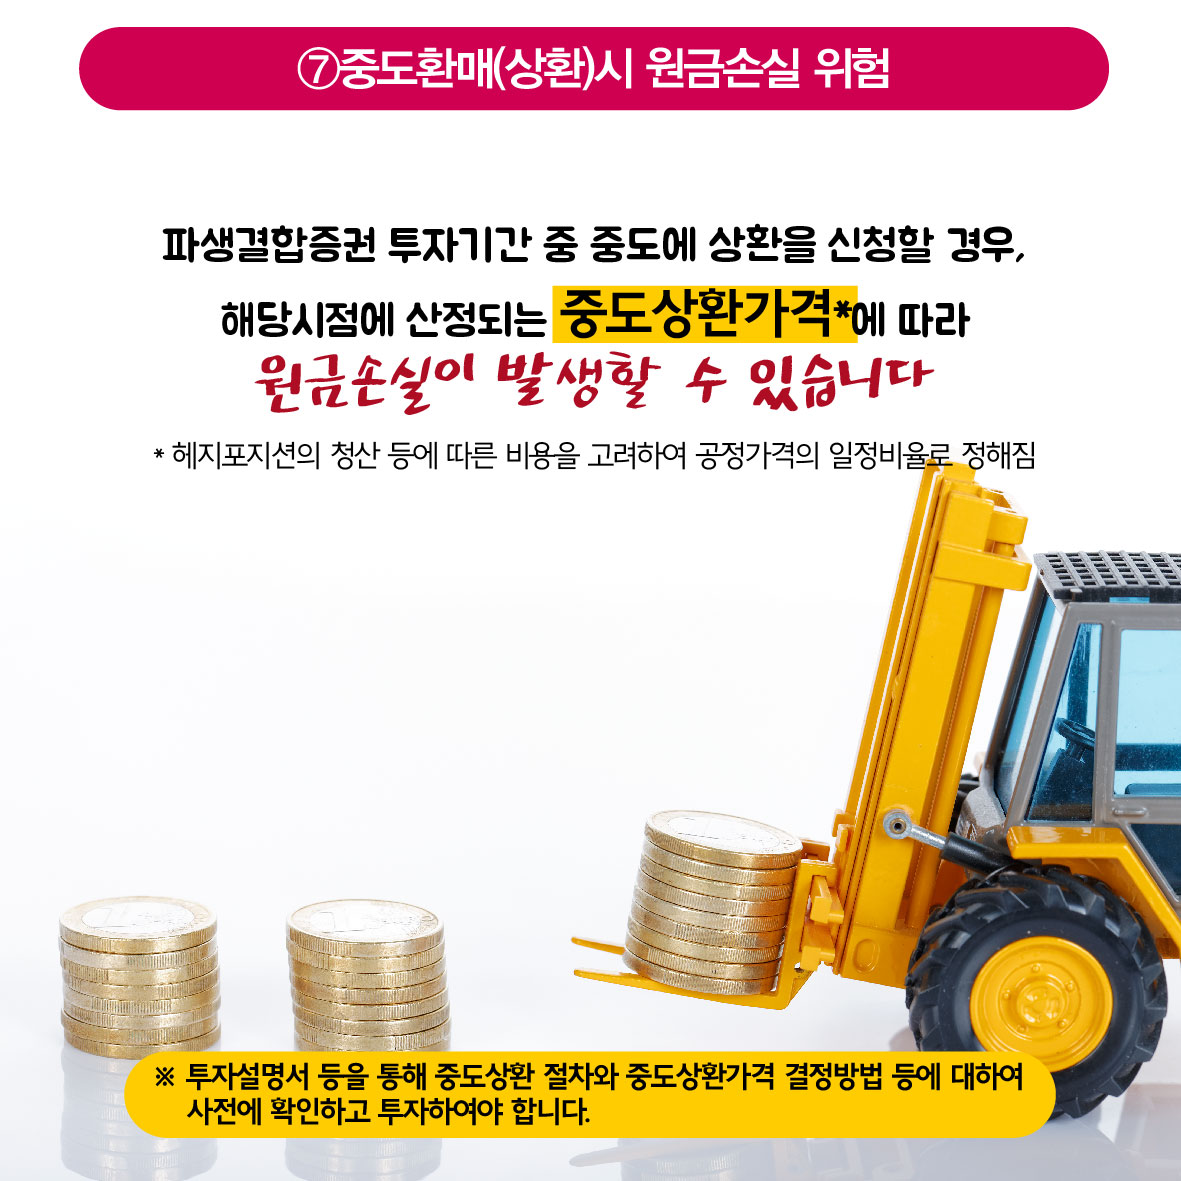 ⑦중도환매(상환)시 원금손실 위험
파생결합증권 투자기간 중 중도에 상환을 신청할 경우,
해당시점에 산정되는 중도상환가격*에 따라
원금손실이 발생할 수 있습니다
* 헤지포지션의 청산 등에 따른 비용을 고려하여 공정가격의 일정비율로 정해짐
※ 투자설명서 등을 통해 중도상환 절차와 중도상환가격 결정방법 등에 대하여
사전에 확인하고 투자하여야 합니다.